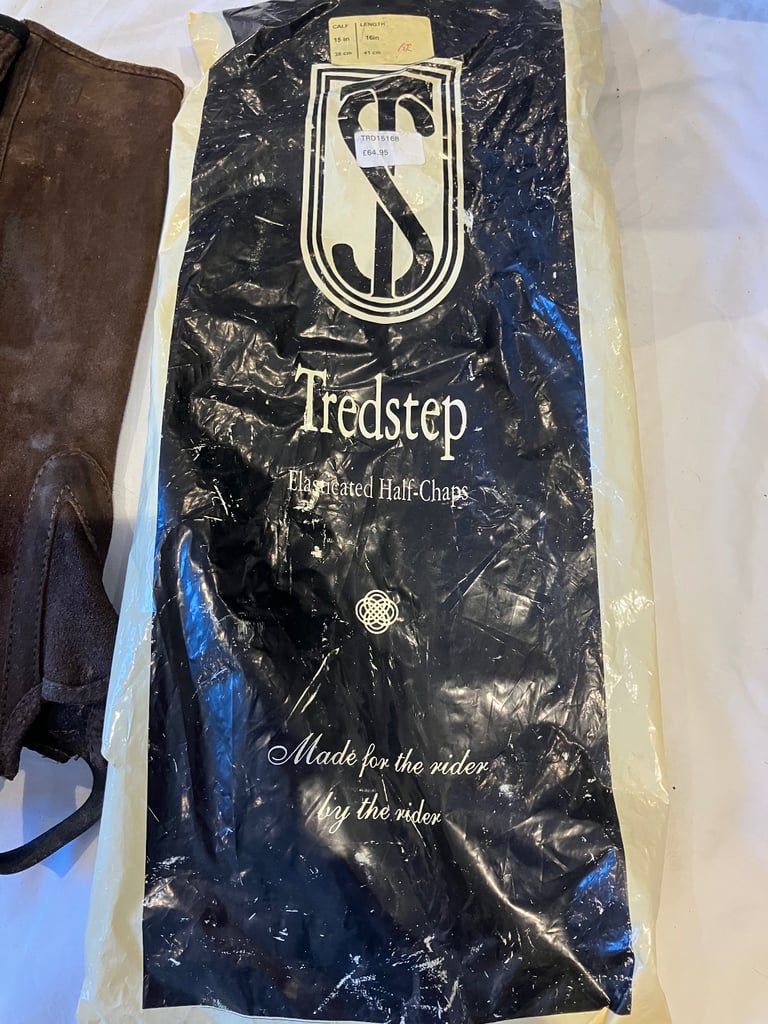 CALF LENGTH
15 in 16in
38 cm 41 cm
TRD1516B
£64.95
Tredstep
Elasticated Half-Chaps
Made for the rider
by the rider